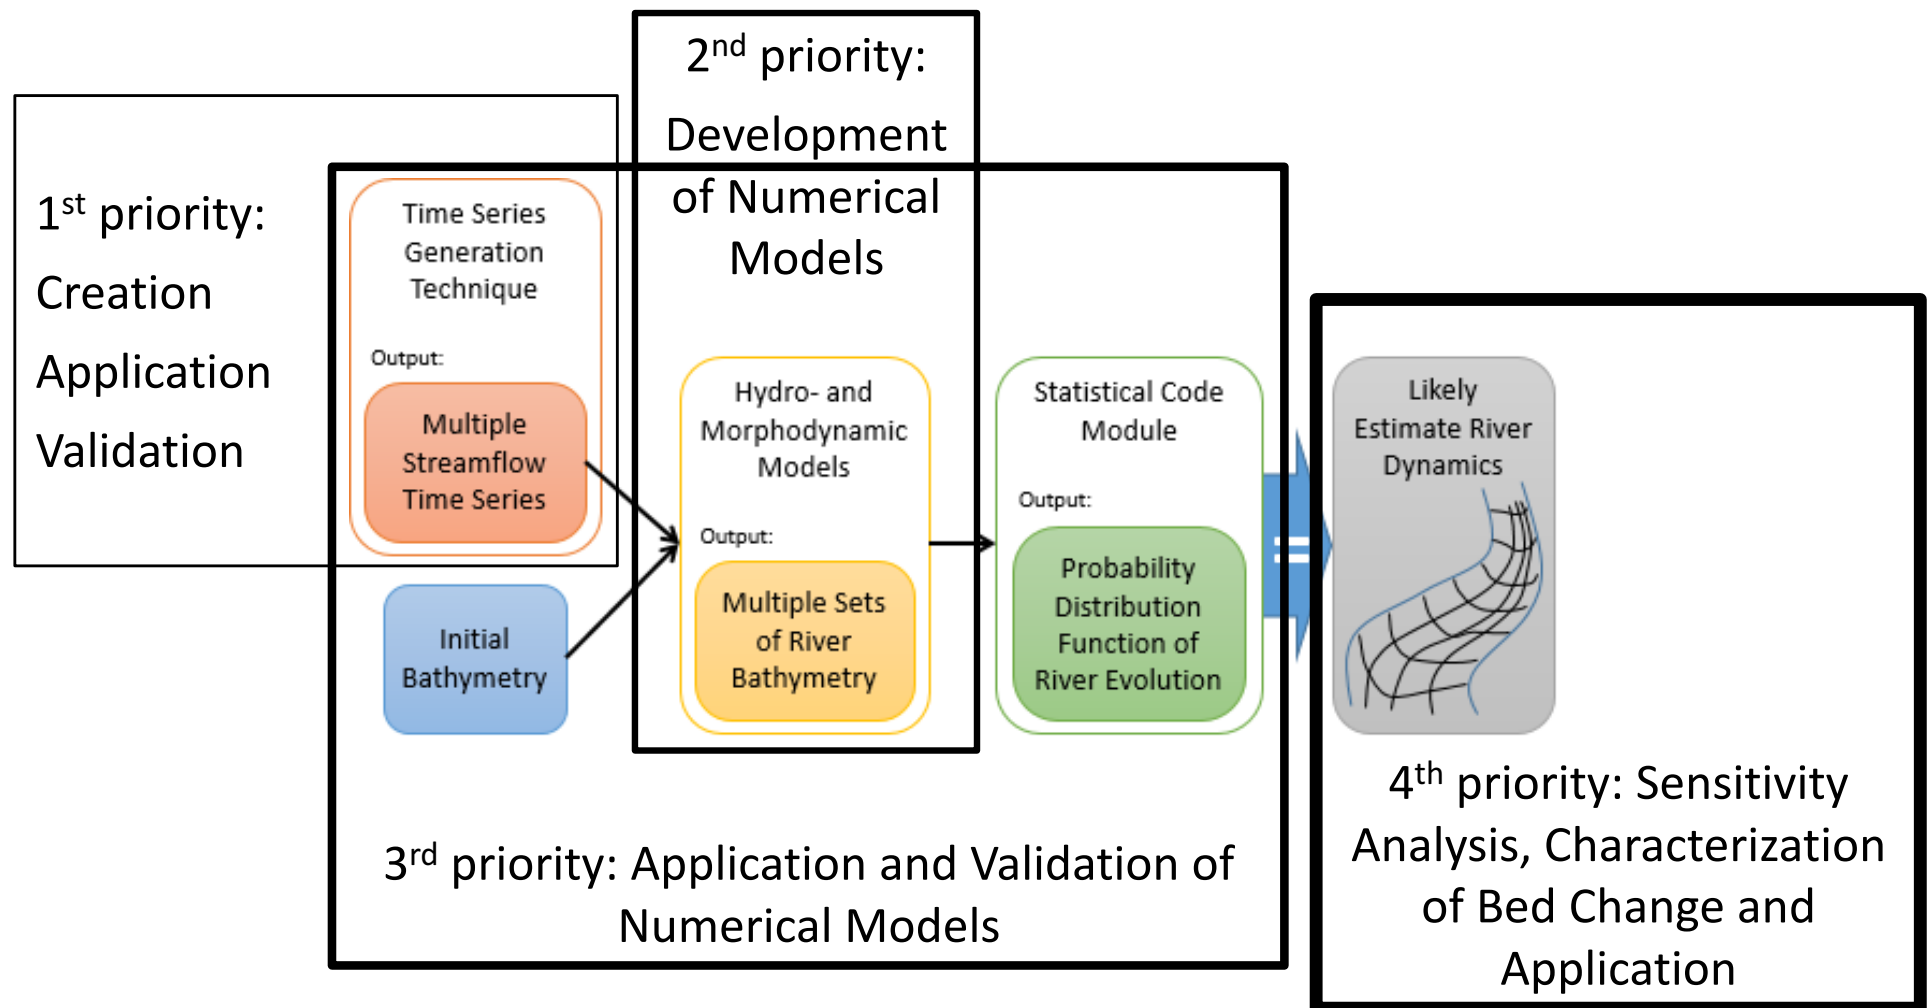 2nd priority:
Development
of Numerical
Models
1st priority:
Creation
Application
Validation
Time Series
Generation
Technique
Output:
Multiple
Streamflow
Time Series
Initial
Bathymetry
Hydro- and
Morphodynamic
Models
Output:
Multiple Sets
of River
Bathymetry
Statistical Code
Module
Output:
Probability
Distribution
Function of
River Evolution
=
Likely
Estimate River
Dynamics
3rd priority: Application and Validation of
Numerical Models
4th priority: Sensitivity
Analysis, Characterization
of Bed Change and
Application